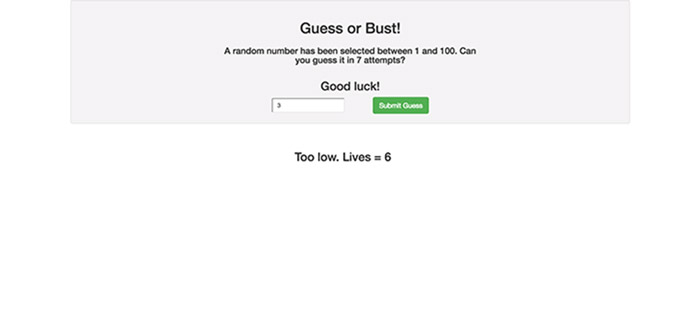 Guess or Bust!
A random number has been selected between 1 and 100. Can
you guess it in 7 attempts?
Good luck!
3
Submit Guess
Too low. Lives = 6